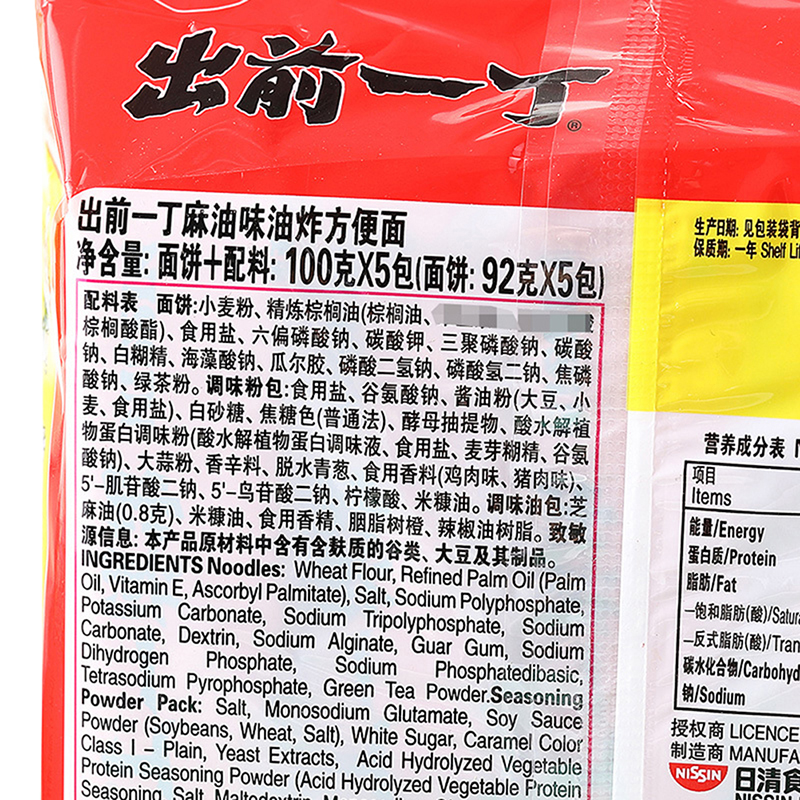 出前一丁®
出前一丁麻油味油炸方便面
净含量: 面饼+配料: 100克X5包(面饼: 92克X5包)
配料表 面饼:小麦粉、精炼棕榈油(棕榈油、
棕榈酸酯)、食用盐、六偏磷酸钠、碳酸钾、三聚磷酸钠、碳酸
钠、白糊精、海藻酸钠、瓜尔胶、磷酸二氢钠、磷酸氢二钠、焦磷
酸钠、绿茶粉。调味粉包:食用盐、谷氨酸钠、酱油粉(大豆、小
麦、食用盐)、白砂糖、焦糖色(普通法)、酵母抽提物、酸水解植
物蛋白调味粉(酸水解植物蛋白调味液、食用盐、麦芽糊精、谷氨
酸钠)、大蒜粉、香辛料、脱水青葱、食用香料(鸡肉味、猪肉味)、
5'-肌苷酸二钠、5'-鸟苷酸二钠、柠檬酸、米糠油。调味油包:芝
麻油(0.8克)、米糠油、食用香精、胭脂树橙、辣椒油树脂。致敏
源信息: 本产品原材料中含有含麸质的谷类、大豆及其制品。
INGREDIENTS Noodles: Wheat Flour, Refined Palm Oil (Palm
Oil, Vitamin E, Ascorbyl Palmitate), Salt, Sodium Polyphosphate,
Potassium Carbonate, Sodium Tripolyphosphate, Sodium
Carbonate, Dextrin, Sodium Alginate, Guar Gum, Sodium
Dihydrogen Phosphate, Sodium Phosphatedibasic,
Tetrasodium Pyrophosphate, Green Tea Powder.Seasoning
Powder Pack: Salt, Monosodium Glutamate, Soy Sauce
Powder (Soybeans, Wheat, Salt), White Sugar, Caramel Color
Class I – Plain, Yeast Extracts, Acid Hydrolyzed Vegetable
Protein Seasoning Powder (Acid Hydrolyzed Vegetable Protein
Seasoning, Salt, Maltodextrin,
生产日期: 见包装袋背
保质期: 一年 Shelf Li
营养成分表 N
项目
Items
能量/Energy
蛋白质/Protein
脂肪/Fat
—饱和脂肪(酸)/Satura
—反式脂肪(酸)/Tran
碳水化合物/Carbohyd
钠/Sodium
授权商 LICENCE
制造商 MANUFA
NISSIN 日清食